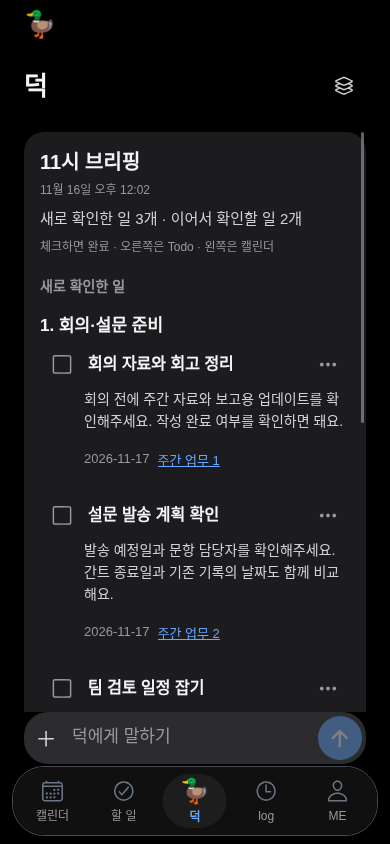 덕
11시 브리핑
11월 16일 오후 12:02
새로 확인한 일 3개 · 이어서 확인할 일 2개
체크하면 완료 · 오른쪽은 Todo · 왼쪽은 캘린더
새로 확인한 일
1. 회의·설문 준비
회의 자료와 회고 정리
회의 전에 주간 자료와 보고용 업데이트를 확
인해주세요. 작성 완료 여부를 확인하면 돼요.
2026-11-17 주간 업무 1
설문 발송 계획 확인
발송 예정일과 문항 담당자를 확인해주세요.
간트 종료일과 기존 기록의 날짜도 함께 비교
해요.
2026-11-17 주간 업무 2
팀 검토 일정 잡기
덕에게 말하기
캘린더 할 일 덕 log ME